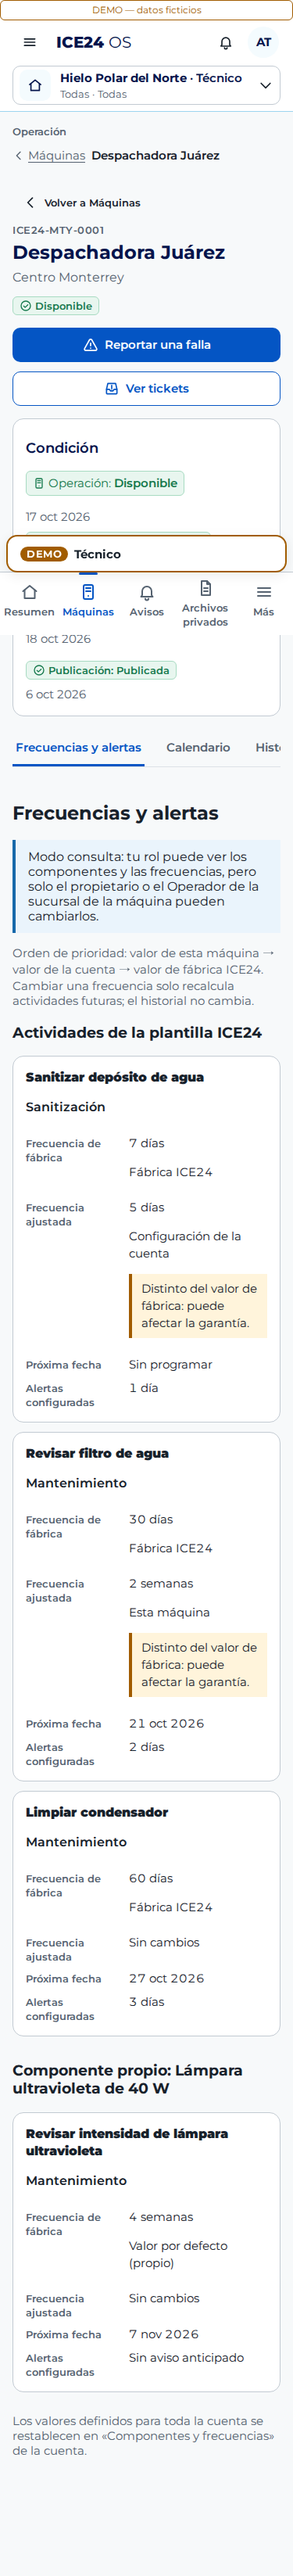 DEMO — datos ficticios
ICE24 OS
AT
Hielo Polar del Norte · Técnico
Todas · Todas
Operación
Máquinas Despachadora Juárez
Volver a Máquinas
ICE24-MTY-0001
Despachadora Juárez
Centro Monterrey
Disponible
Reportar una falla
Ver tickets
Condición
Operación: Disponible
17 oct 2026
DEMO Técnico
Resumen
Máquinas
Avisos
Archivos
privados
Más
18 oct 2026
Publicación: Publicada
6 oct 2026
Frecuencias y alertas
Calendario
Histo
Frecuencias y alertas
Modo consulta: tu rol puede ver los
componentes y las frecuencias, pero
solo el propietario o el Operador de la
sucursal de la máquina pueden
cambiarlos.
Orden de prioridad: valor de esta máquina →
valor de la cuenta → valor de fábrica ICE24.
Cambiar una frecuencia solo recalcula
actividades futuras; el historial no cambia.
Actividades de la plantilla ICE24
Sanitizar depósito de agua
Sanitización
Frecuencia de
fábrica
7 días
Fábrica ICE24
Frecuencia
ajustada
5 días
Configuración de la
cuenta
Distinto del valor de
fábrica: puede
afectar la garantía.
Próxima fecha
Sin programar
Alertas
configuradas
1 día
Revisar filtro de agua
Mantenimiento
Frecuencia de
fábrica
30 días
Fábrica ICE24
Frecuencia
ajustada
2 semanas
Esta máquina
Distinto del valor de
fábrica: puede
afectar la garantía.
Próxima fecha
21 oct 2026
Alertas
configuradas
2 días
Limpiar condensador
Mantenimiento
Frecuencia de
fábrica
60 días
Fábrica ICE24
Frecuencia
ajustada
Sin cambios
Próxima fecha
27 oct 2026
Alertas
configuradas
3 días
Componente propio: Lámpara
ultravioleta de 40 W
Revisar intensidad de lámpara
ultravioleta
Mantenimiento
Frecuencia de
fábrica
4 semanas
Valor por defecto
(propio)
Frecuencia
ajustada
Sin cambios
Próxima fecha
7 nov 2026
Alertas
configuradas
Sin aviso anticipado
Los valores definidos para toda la cuenta se
restablecen en «Componentes y frecuencias»
de la cuenta.